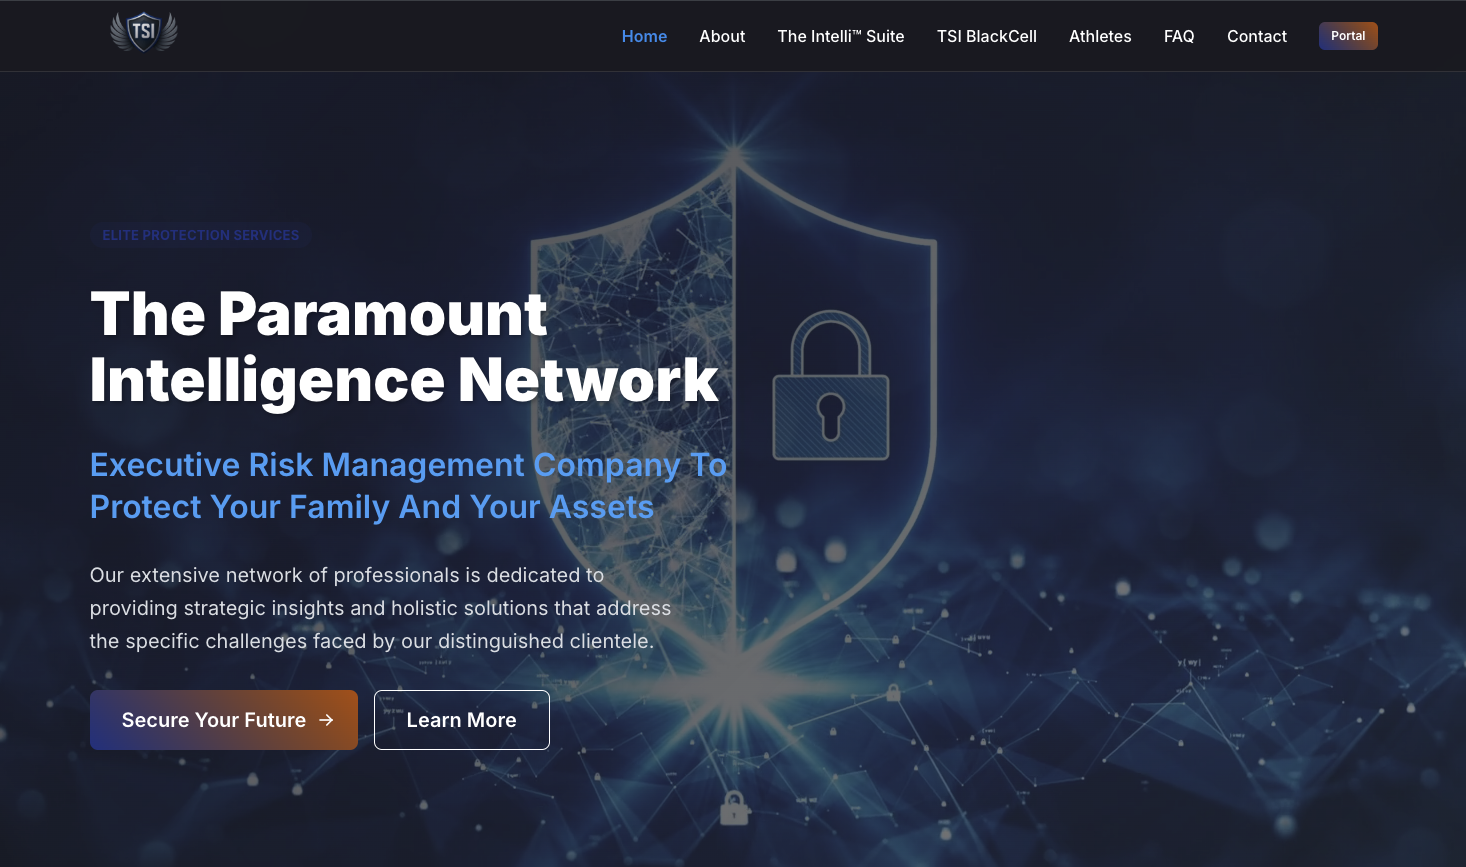 TSI
Home About The Intelli™ Suite TSI BlackCell Athletes FAQ Contact Portal
ELITE PROTECTION SERVICES
The Paramount
Intelligence Network
Executive Risk Management Company To
Protect Your Family And Your Assets
Our extensive network of professionals is dedicated to
providing strategic insights and holistic solutions that address
the specific challenges faced by our distinguished clientele.
Secure Your Future → Learn More